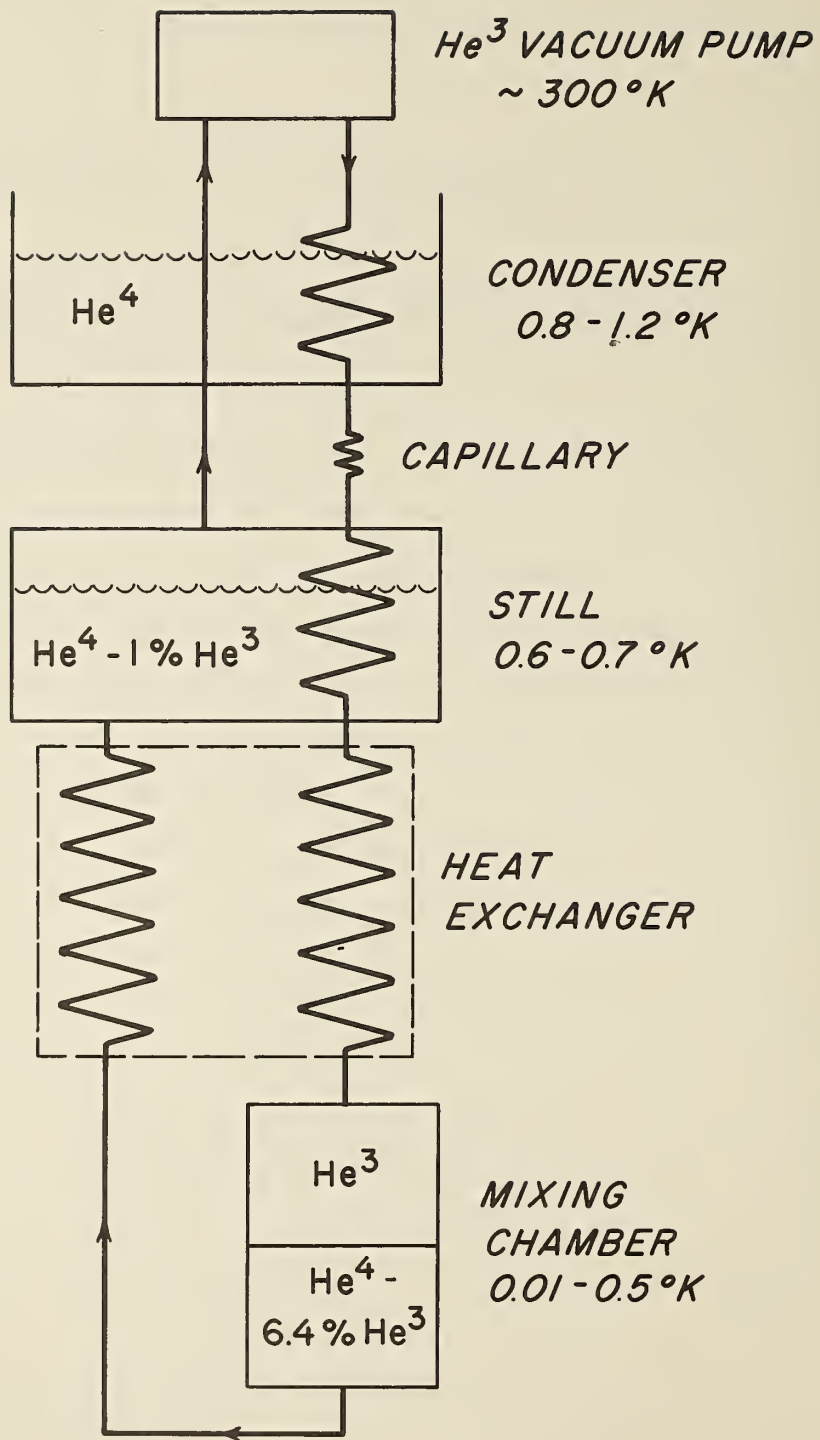 He³ VACUUM PUMP
~ 300 °K
He⁴
CONDENSER
0.8 - 1.2 °K
CAPILLARY
He⁴ - 1 % He³
STILL
0.6 - 0.7 °K
HEAT
EXCHANGER
He³
He⁴ -
6.4 % He³
MIXING
CHAMBER
0.01 - 0.5 °K